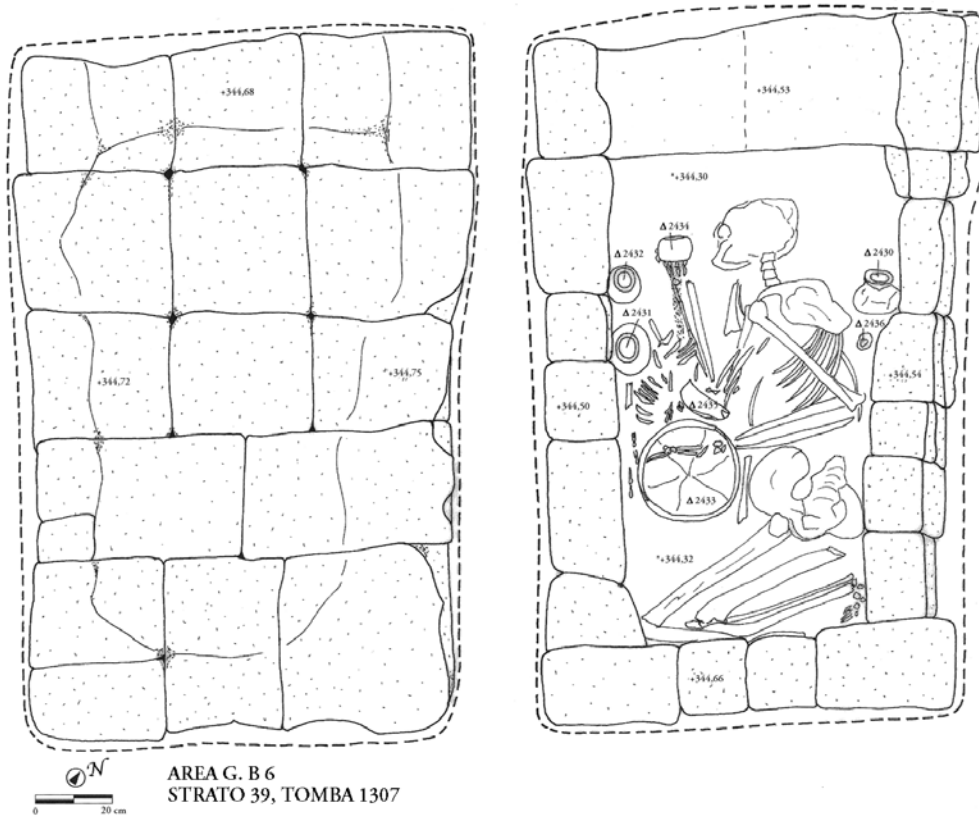 +344,68
+344,72
+344,75
+344,53
+344,30
Δ 2434
Δ 2432
Δ 2430
Δ 2431
Δ 2436
+344,54
+344,50
Δ 2435
Δ 2433
+344,32
+344,66
N
AREA G. B 6
STRATO 39, TOMBA 1307
0 20 cm